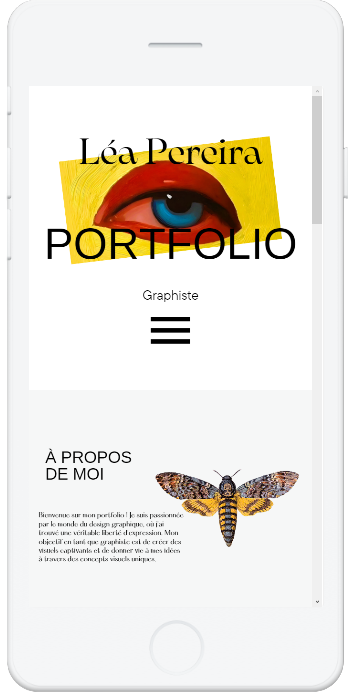 Léa Pereira
PORTFOLIO
Graphiste
À PROPOS
DE MOI
Bienvenue sur mon portfolio ! Je suis passionnée
par le monde du design graphique, où j'ai
trouvé une véritable liberté d'expression. Mon
objectif en tant que graphiste est de créer des
visuels captivants et de donner vie à mes idées
à travers des concepts visuels uniques.